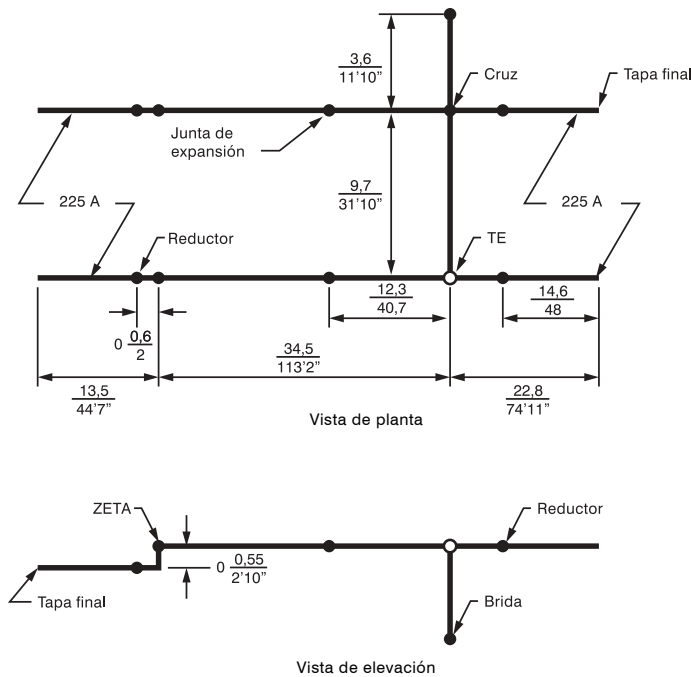 3,6
11'10"
Cruz
Tapa final
Junta de
expansión
9,7
31'10"
225 A
225 A
Reductor
TE
12,3
40,7
14,6
48
0 0,6
2
34,5
113'2"
13,5
44'7"
22,8
74'11"
Vista de planta
ZETA
Reductor
0 0,55
2'10"
Tapa final
Brida
Vista de elevación